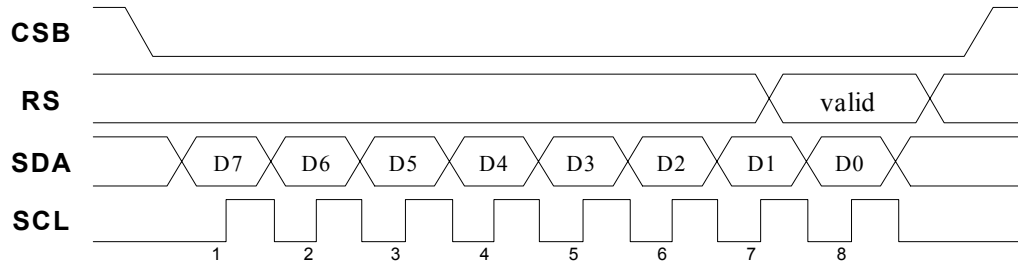 CSB
RS valid
SDA D7 D6 D5 D4 D3 D2 D1 D0
SCL
1 2 3 4 5 6 7 8